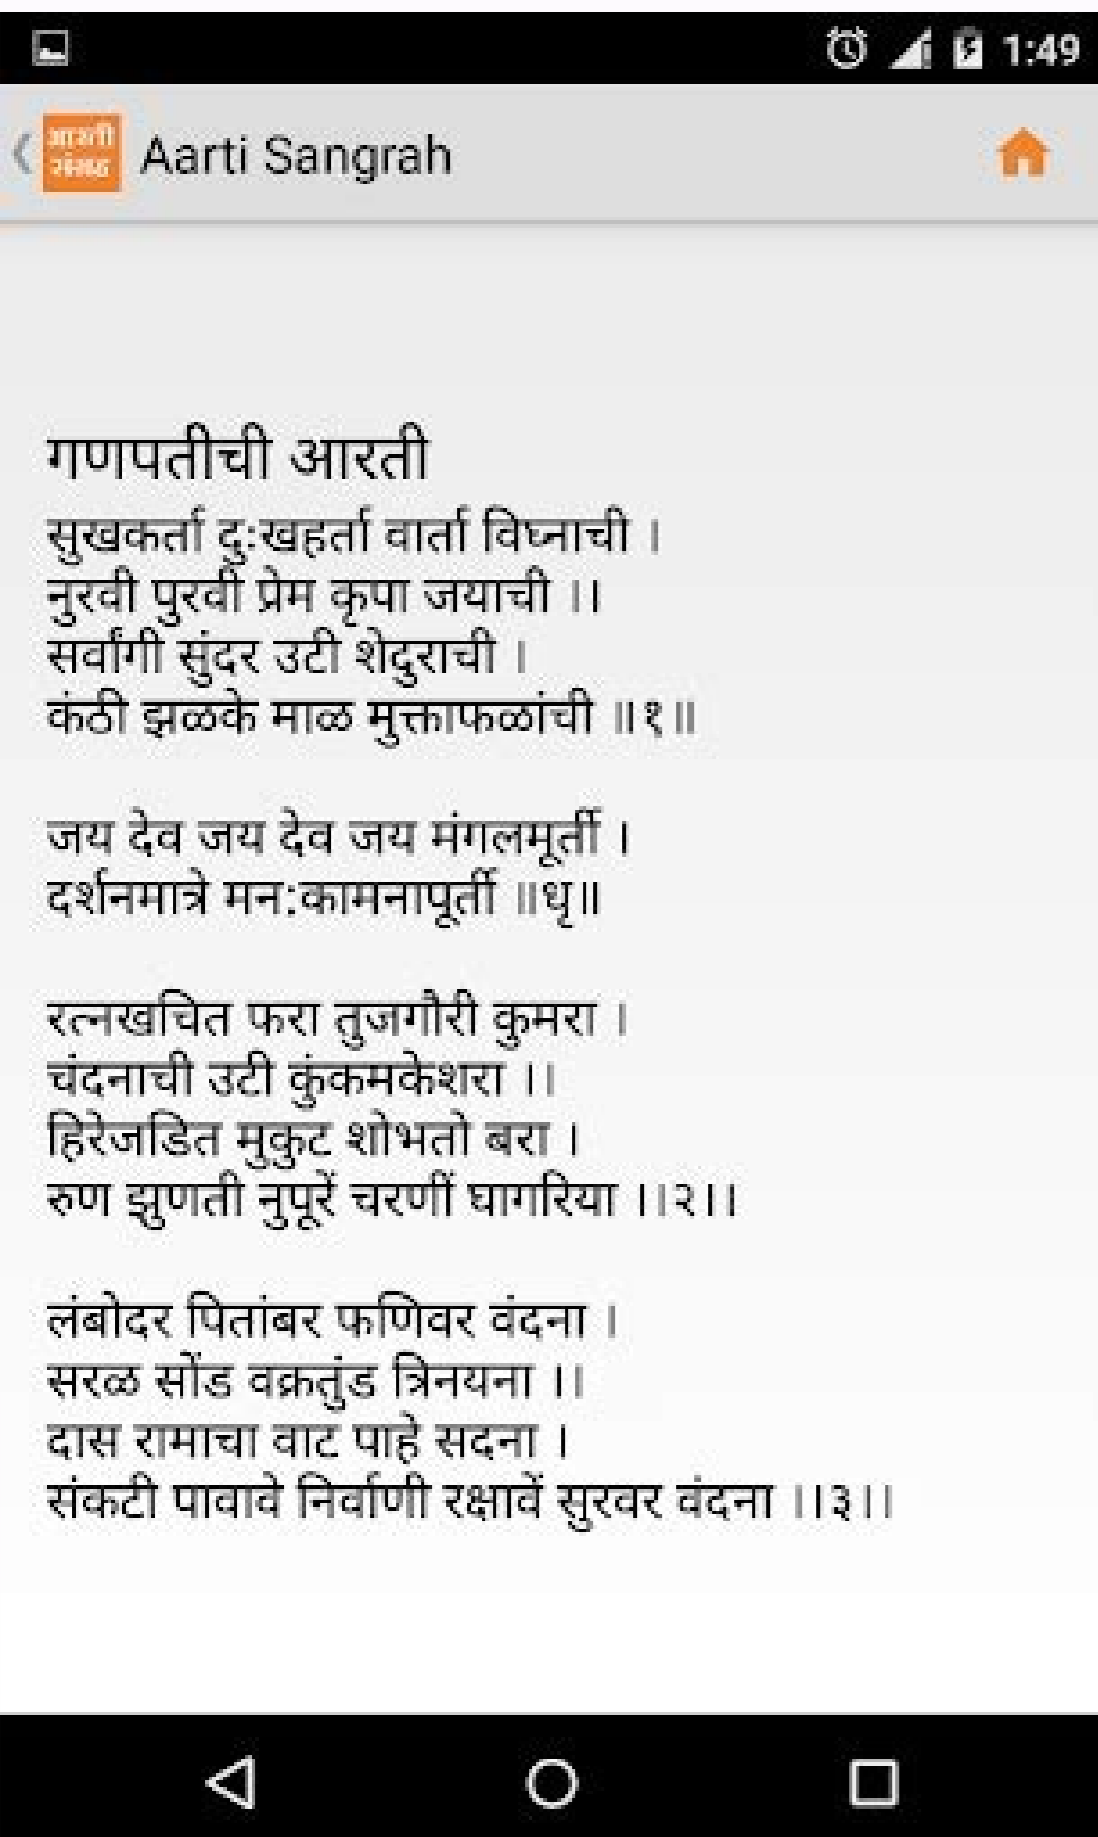 1:49
आरती
संग्रह
Aarti Sangrah
गणपतीची आरती
सुखकर्ता दुःखहर्ता वार्ता विघ्नाची ।
नुरवी पुरवी प्रेम कृपा जयाची ।।
सर्वांगी सुंदर उटी शेदुराची ।
कंठी झळके माळ मुक्ताफळांची ॥१॥
जय देव जय देव जय मंगलमूर्ती ।
दर्शनमात्रे मन:कामनापूर्ती ॥धृ॥
रत्नखचित फरा तुजगौरी कुमरा ।
चंदनाची उटी कुंकमकेशरा ।।
हिरेजडित मुकुट शोभतो बरा ।
रुण झुणती नुपूरें चरणीं घागरिया ।।२।।
लंबोदर पितांबर फणिवर वंदना ।
सरळ सोंड वक्रतुंड त्रिनयना ।।
दास रामाचा वाट पाहे सदना ।
संकटी पावावे निर्वाणी रक्षावें सुरवर वंदना ।।३।।